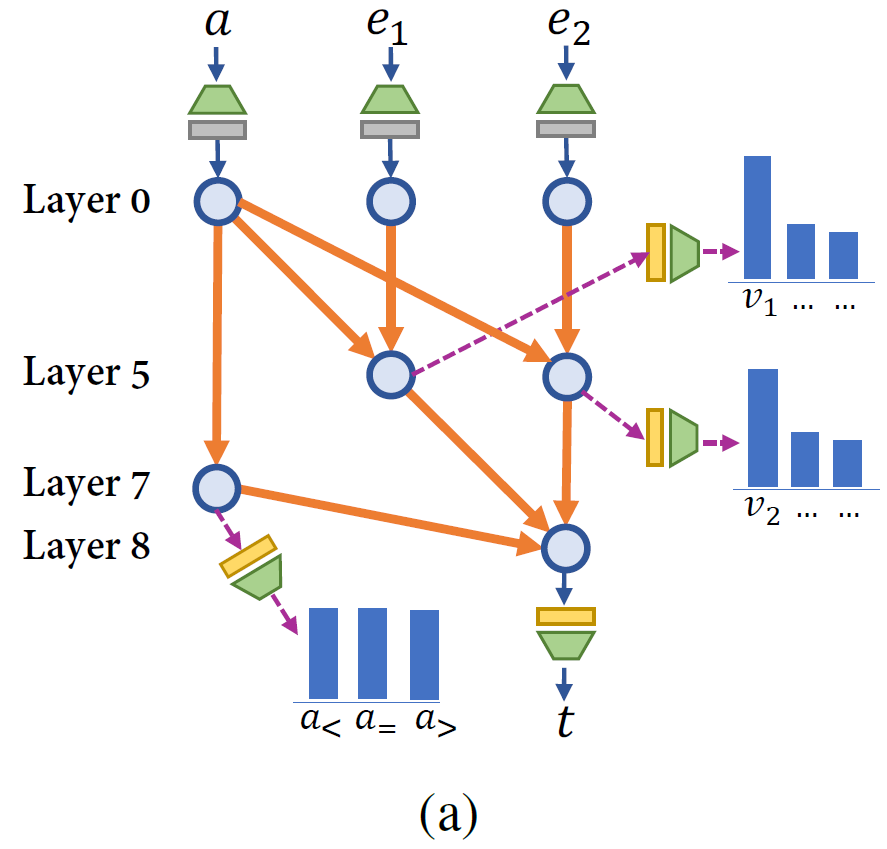 a e₁ e₂
Layer 0
v₁ ... ...
Layer 5
Layer 7
v₂ ... ...
Layer 8
a< a= a>
t
(a)